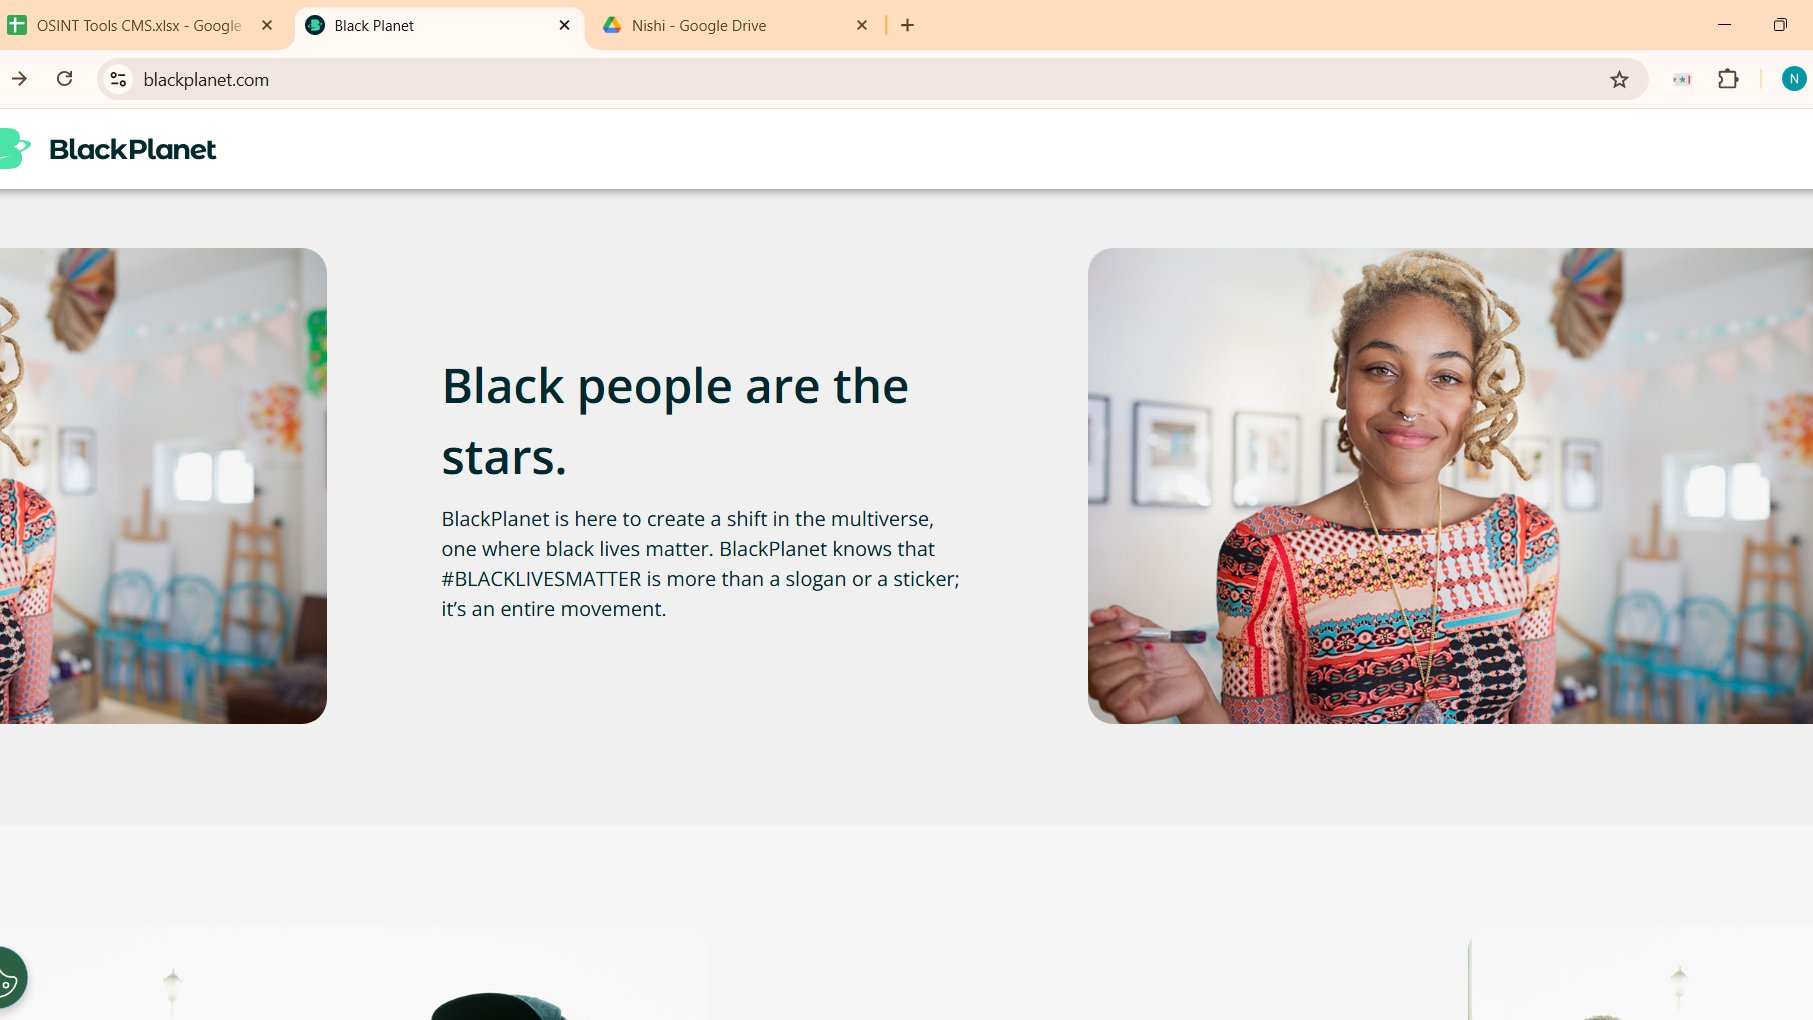 OSINT Tools CMS.xlsx - Google
Black Planet
Nishi - Google Drive
blackplanet.com
N
BlackPlanet
Black people are the
stars.
BlackPlanet is here to create a shift in the multiverse,
one where black lives matter. BlackPlanet knows that
#BLACKLIVESMATTER is more than a slogan or a sticker;
it’s an entire movement.